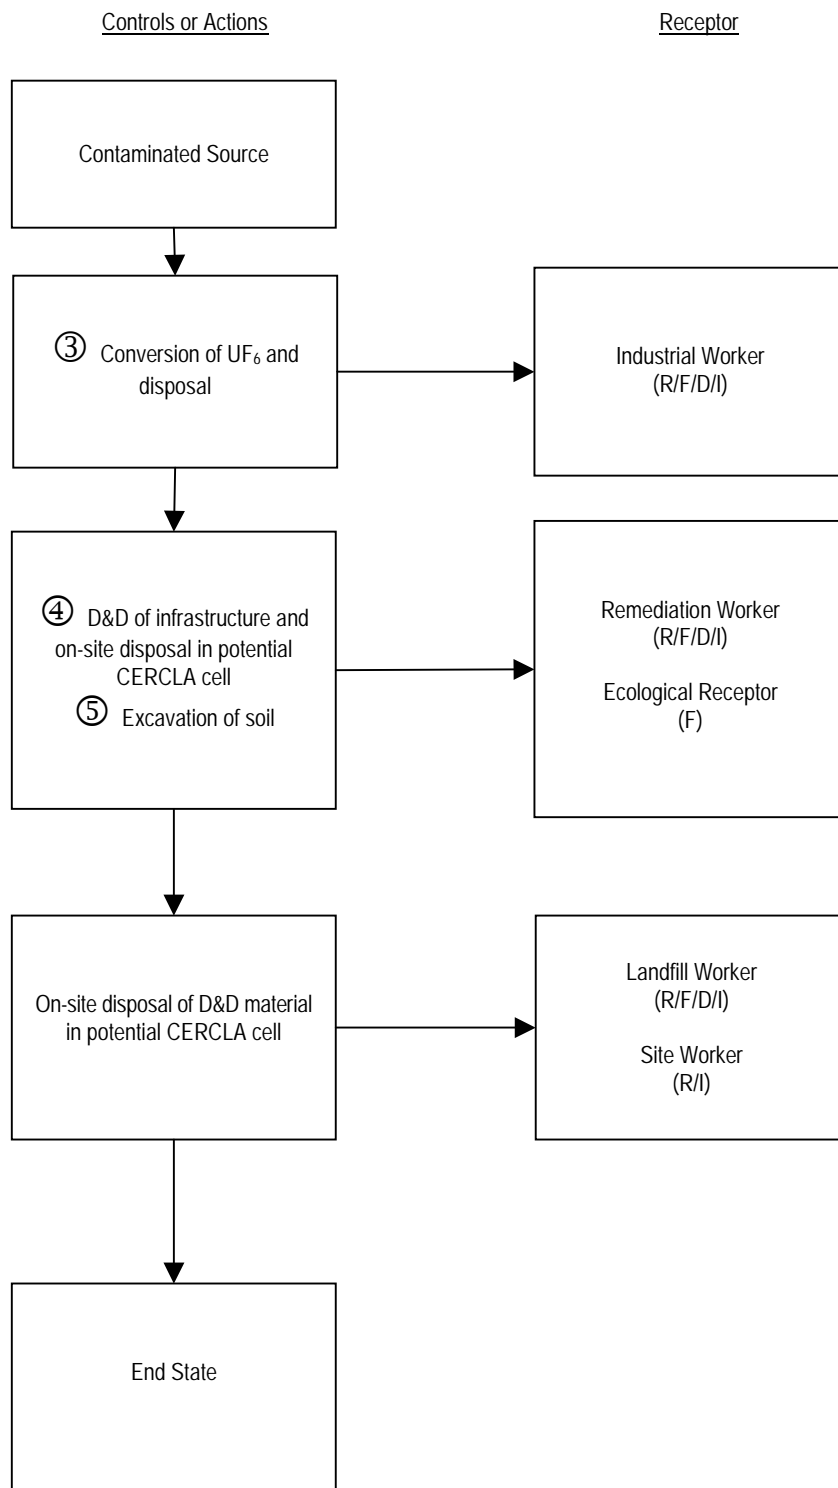 Controls or Actions
Receptor
Contaminated Source
③ Conversion of UF₆ and
disposal
Industrial Worker
(R/F/D/I)
④ D&D of infrastructure and
on-site disposal in potential
CERCLA cell
⑤ Excavation of soil
Remediation Worker
(R/F/D/I)
Ecological Receptor
(F)
On-site disposal of D&D material
in potential CERCLA cell
Landfill Worker
(R/F/D/I)
Site Worker
(R/I)
End State